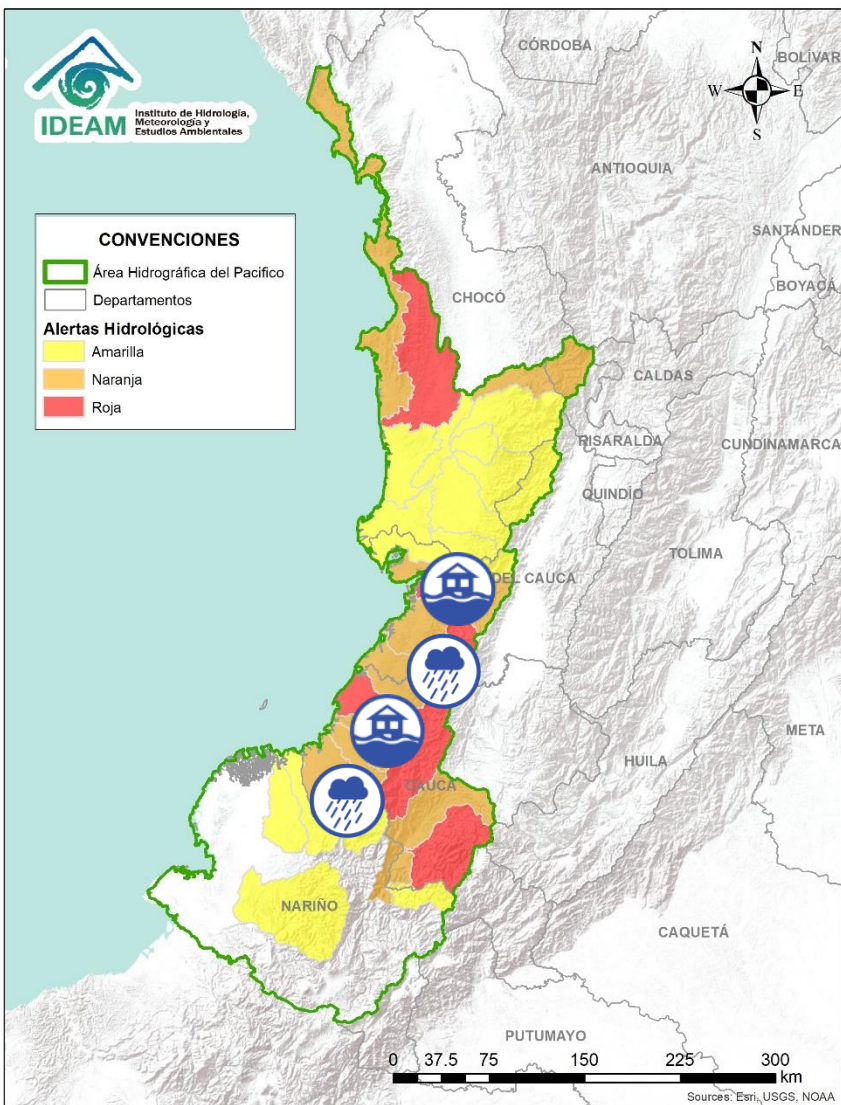 IDEAM
Instituto de Hidrología,
Meteorología y
Estudios Ambientales
CÓRDOBA
BOLÍVAR
N
W
E
S
ANTIOQUIA
SANTANDER
BOYACÁ
CONVENCIONES
Área Hidrográfica del Pacifico
Departamentos
Alertas Hidrológicas
Amarilla
Naranja
Roja
CHOCÓ
CALDAS
RISARALDA
CUNDINAMARCA
QUINDÍO
TOLIMA
DEL CAUCA
META
HUILA
CAUCA
NARIÑO
CAQUETÁ
PUTUMAYO
0 37.5 75 150 225 300
km
Sources: Esri, USGS, NOAA